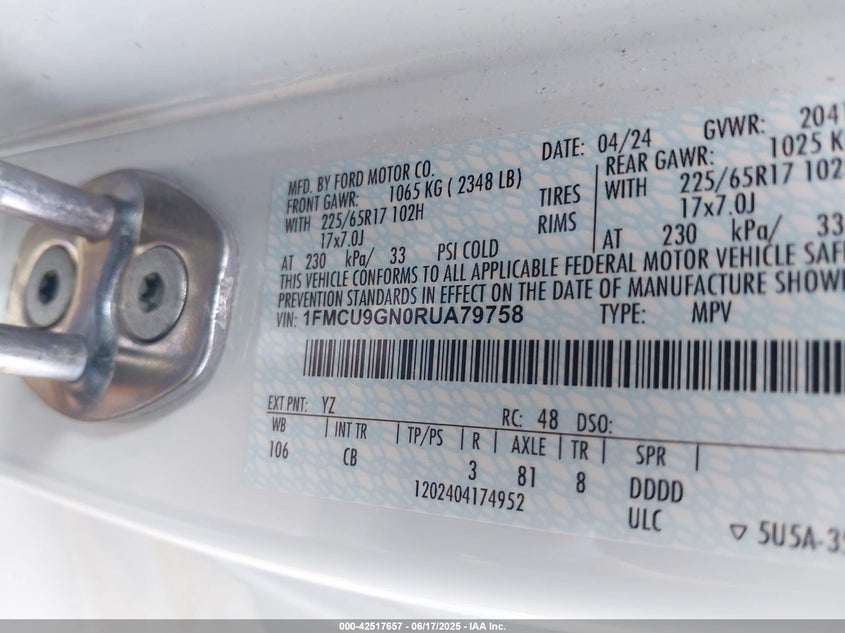 MFD. BY FORD MOTOR CO. DATE: 04/24 GVWR: 2041
FRONT GAWR: 1065 KG ( 2348 LB) REAR GAWR: 1025 K
WITH 225/65R17 102H TIRES WITH 225/65R17 102
17x7.0J RIMS 17x7.0J
AT 230 kPa/ 33 PSI COLD AT 230 kPa/ 33
THIS VEHICLE CONFORMS TO ALL APPLICABLE FEDERAL MOTOR VEHICLE SAFE
PREVENTION STANDARDS IN EFFECT ON THE DATE OF MANUFACTURE SHOWN
VIN: 1FMCU9GN0RUA79758 TYPE: MPV
EXT PNT: YZ RC: 48 DSO:
WB INT TR TP/PS R AXLE TR SPR
106 CB 3 81 8 DDDD
1202404174952 ULC
▽ 5U5A-35
000-42517657 - 06/17/2025 - IAA Inc.